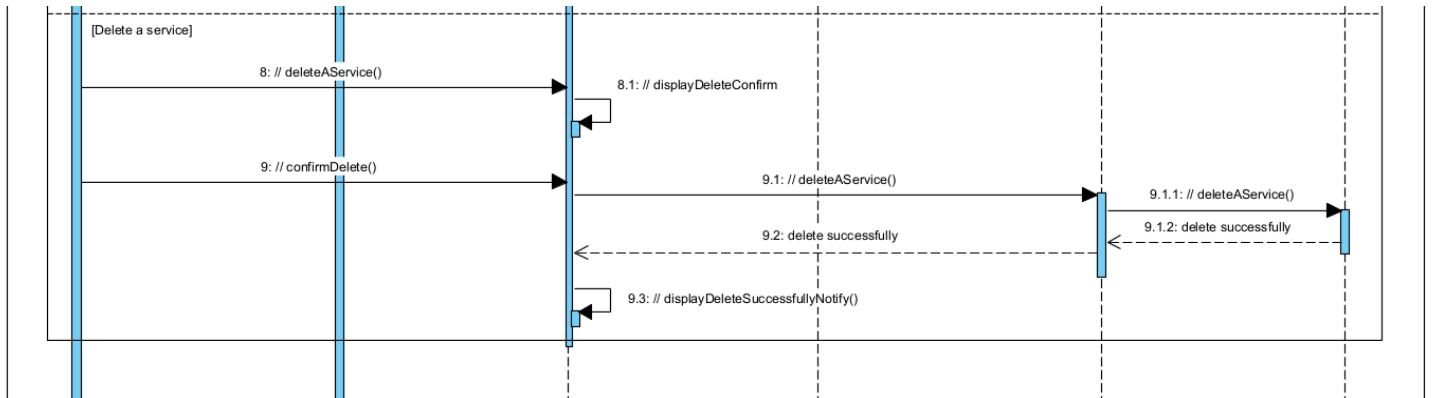 [Delete a service]
8: // deleteAService()
8.1: // displayDeleteConfirm
9: // confirmDelete()
9.1: // deleteAService()
9.1.1: // deleteAService()
9.1.2: delete successfully
9.2: delete successfully
9.3: // displayDeleteSuccessfullyNotify()